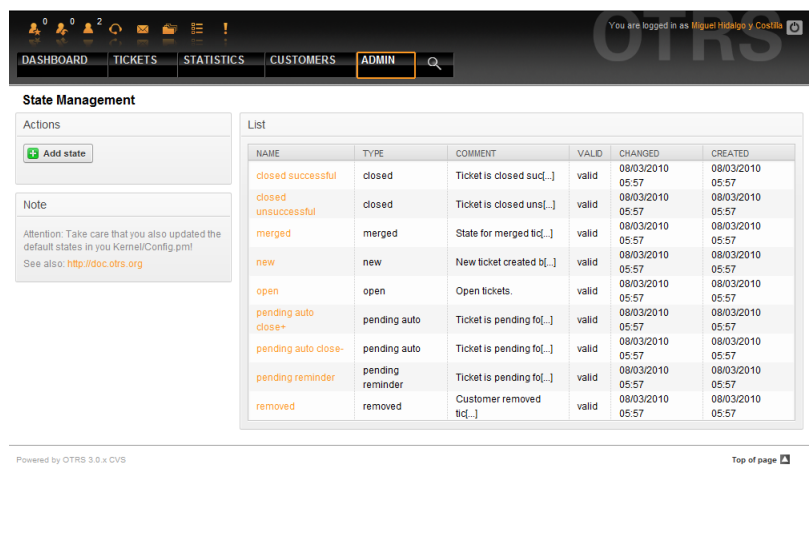 OTRS
0 0 2
You are logged in as Miguel Hidalgo y Costilla
DASHBOARD TICKETS STATISTICS CUSTOMERS ADMIN
State Management
Actions
Add state
Note
Attention: Take care that you also updated the
default states in you Kernel/Config.pm!
See also: http://doc.otrs.org
List
NAME TYPE COMMENT VALID CHANGED CREATED
closed successful closed Ticket is closed suc[...] valid 08/03/2010 05:57 08/03/2010 05:57
closed unsuccessful closed Ticket is closed uns[...] valid 08/03/2010 05:57 08/03/2010 05:57
merged merged State for merged tic[...] valid 08/03/2010 05:57 08/03/2010 05:57
new new New ticket created b[...] valid 08/03/2010 05:57 08/03/2010 05:57
open open Open tickets. valid 08/03/2010 05:57 08/03/2010 05:57
pending auto close+ pending auto Ticket is pending fo[...] valid 08/03/2010 05:57 08/03/2010 05:57
pending auto close- pending auto Ticket is pending fo[...] valid 08/03/2010 05:57 08/03/2010 05:57
pending reminder pending reminder Ticket is pending fo[...] valid 08/03/2010 05:57 08/03/2010 05:57
removed removed Customer removed tic[...] valid 08/03/2010 05:57 08/03/2010 05:57
Powered by OTRS 3.0.x CVS
Top of page